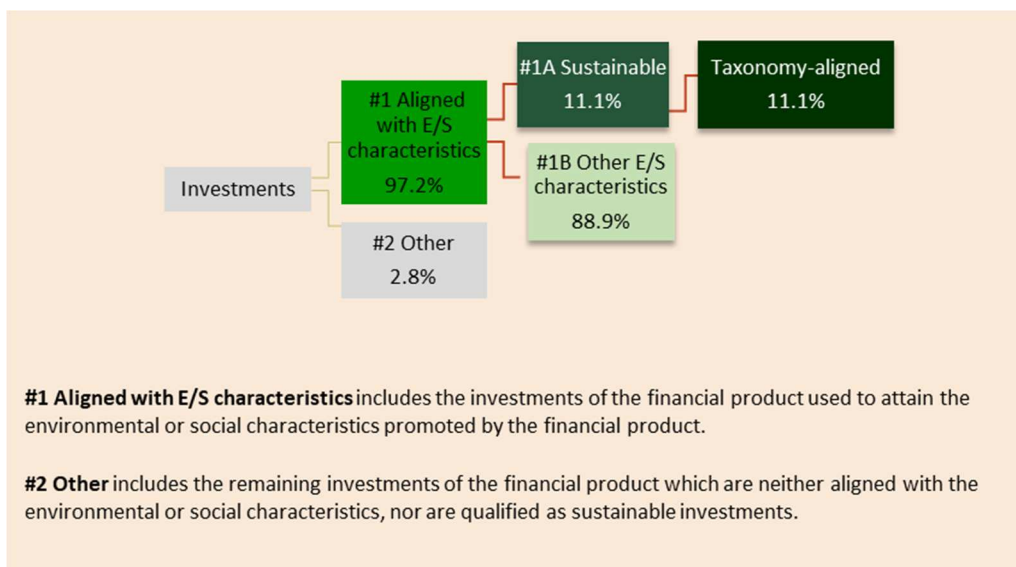 Investments
#1 Aligned
with E/S
characteristics
97.2%
#2 Other
2.8%
#1A Sustainable
11.1%
#1B Other E/S
characteristics
88.9%
Taxonomy-aligned
11.1%
#1 Aligned with E/S characteristics includes the investments of the financial product used to attain the
environmental or social characteristics promoted by the financial product.
#2 Other includes the remaining investments of the financial product which are neither aligned with the
environmental or social characteristics, nor are qualified as sustainable investments.